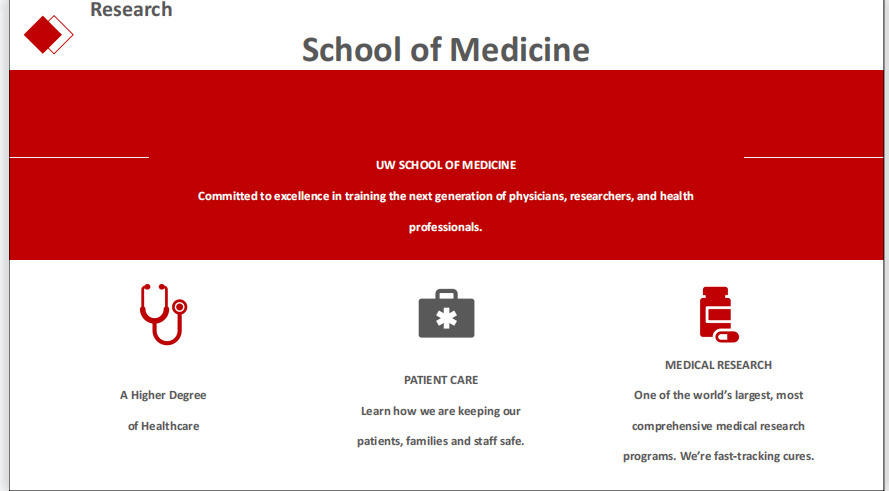 Research
School of Medicine
UW SCHOOL OF MEDICINE
Committed to excellence in training the next generation of physicians, researchers, and health
professionals.
A Higher Degree
of Healthcare
PATIENT CARE
Learn how we are keeping our
patients, families and staff safe.
MEDICAL RESEARCH
One of the world’s largest, most
comprehensive medical research
programs. We’re fast-tracking cures.